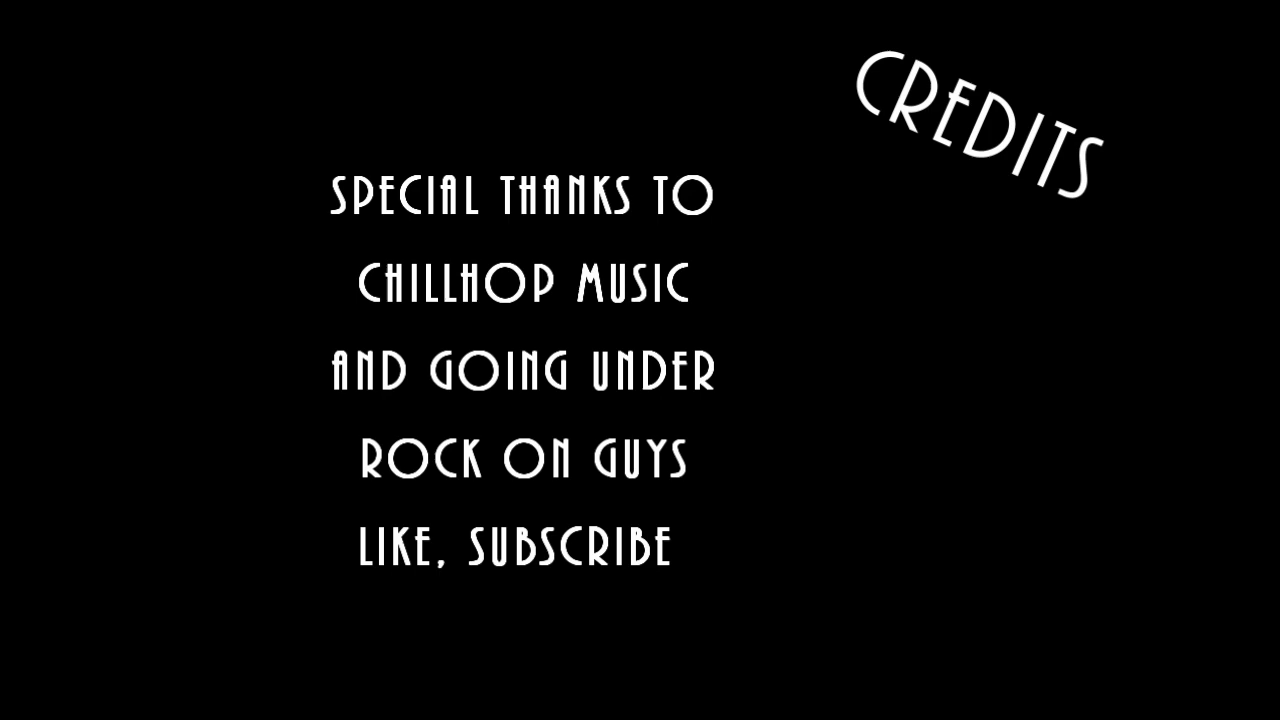 CREDITS
SPECIAL THANKS TO
CHILLHOP MUSIC
AND GOING UNDER
ROCK ON GUYS
LIKE, SUBSCRIBE